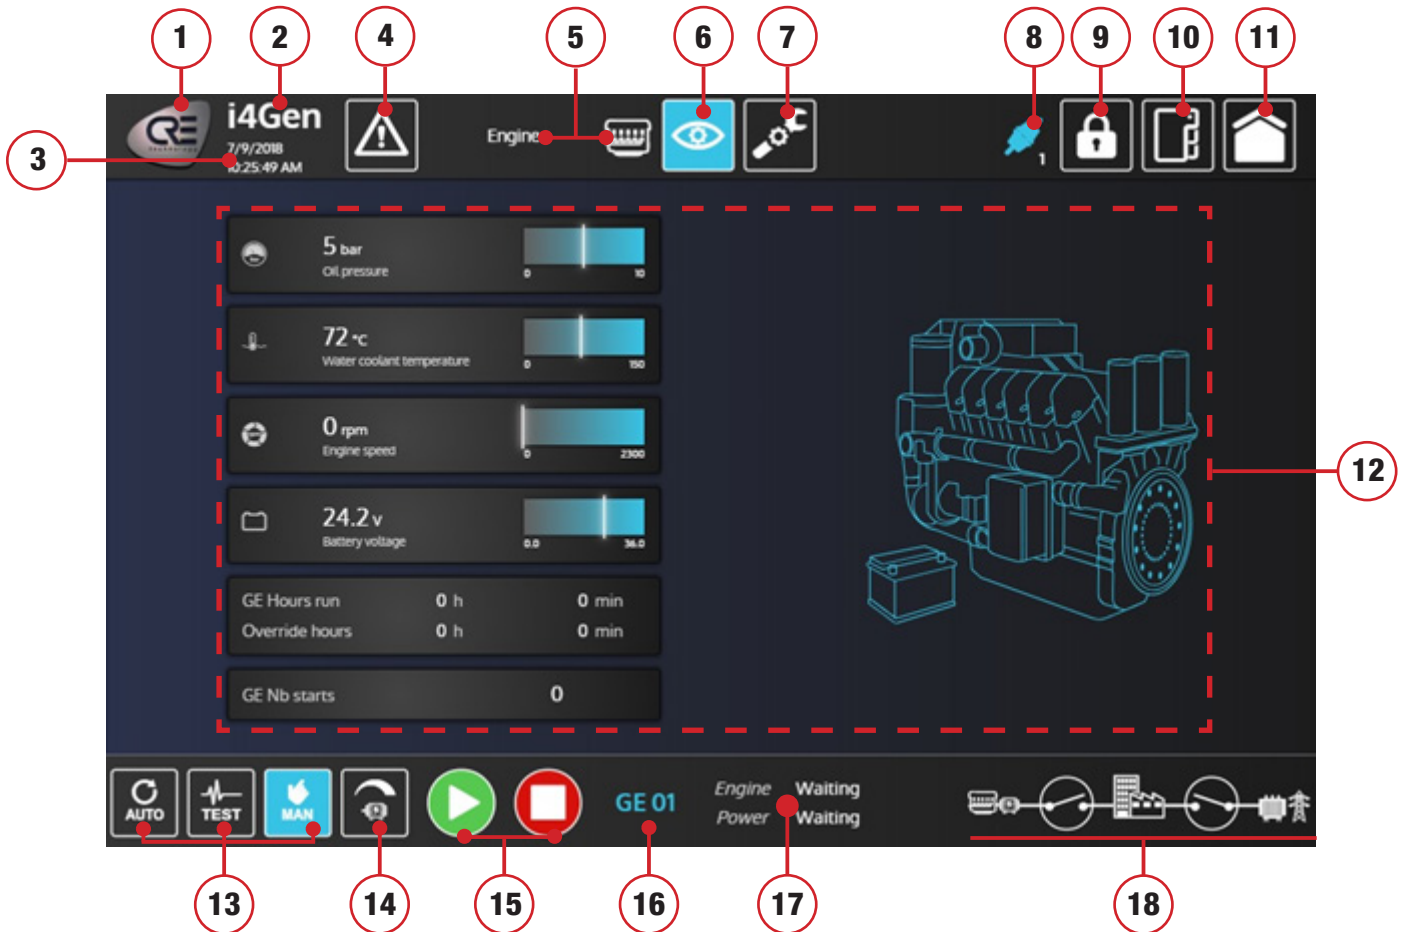 1 2 4 5 6 7 8 9 10 11
CRE
technology
i4Gen
7/9/2018
10:25:49 AM
3
Engine
1
5 bar
Oil pressure
0 10
72 °C
Water coolant temperature
0 150
0 rpm
Engine speed
0 2300
12
24.2 V
Battery voltage
0.0 36.0
GE Hours run 0 h 0 min
Override hours 0 h 0 min
GE Nb starts 0
AUTO TEST MAN
GE 01
Engine Waiting
Power Waiting
13 14 15 16 17 18